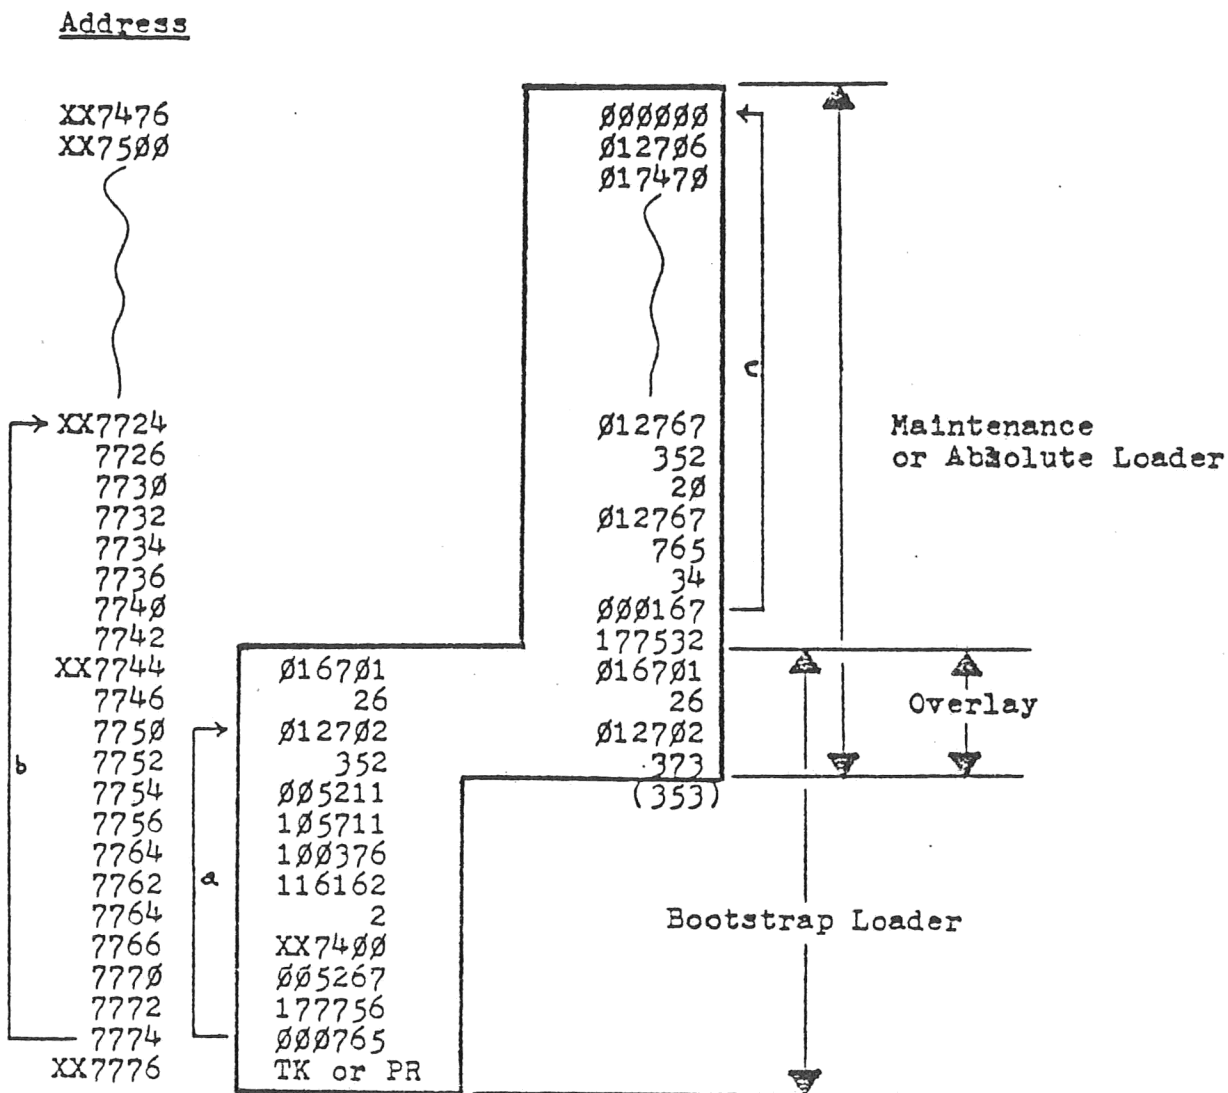 Address
XX7476 ØØØØØØ
XX75ØØ Ø127Ø6
Ø1747Ø
c
XX7724 Ø12767
7726 352
773Ø 2Ø
7732 Ø12767
7734 765
7736 34
774Ø ØØØ167
7742 177532
Maintenance
or Absolute Loader
XX7744 Ø167Ø1 Ø167Ø1
7746 26 26
775Ø Ø127Ø2 Ø127Ø2
7752 352 373
7754 ØØ5211 (353)
7756 1Ø5711
7764 1ØØ376
7762 116162
7764 2
7766 XX74ØØ
777Ø ØØ5267
7772 177756
7774 ØØØ765
XX7776 TK or PR
b
a
Overlay
Bootstrap Loader